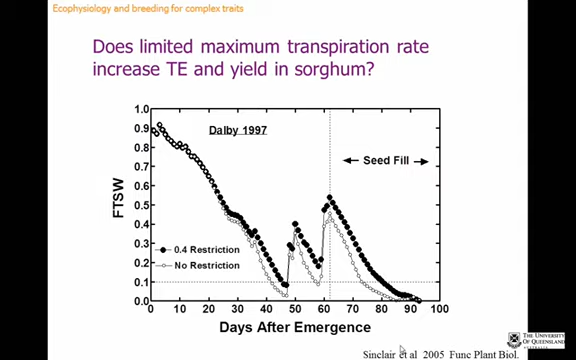 Ecophysiology and breeding for complex traits
Does limited maximum transpiration rate
increase TE and yield in sorghum?
1.0
0.9
0.8
0.7
0.6
0.5
0.4
0.3
0.2
0.1
0.0
FTSW
Dalby 1997
Seed Fill
0.4 Restriction
No Restriction
0 10 20 30 40 50 60 70 80 90 100
Days After Emergence
Sinclair et al 2005 Func Plant Biol.
THE UNIVERSITY
OF QUEENSLAND